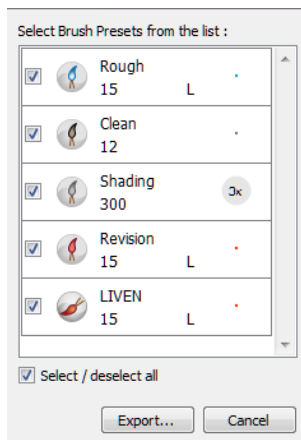 Select Brush Presets from the list :
Rough
15 L
Clean
12
Shading
300
Revision
15 L
LIVEN
15 L
Select / deselect all
Export... Cancel